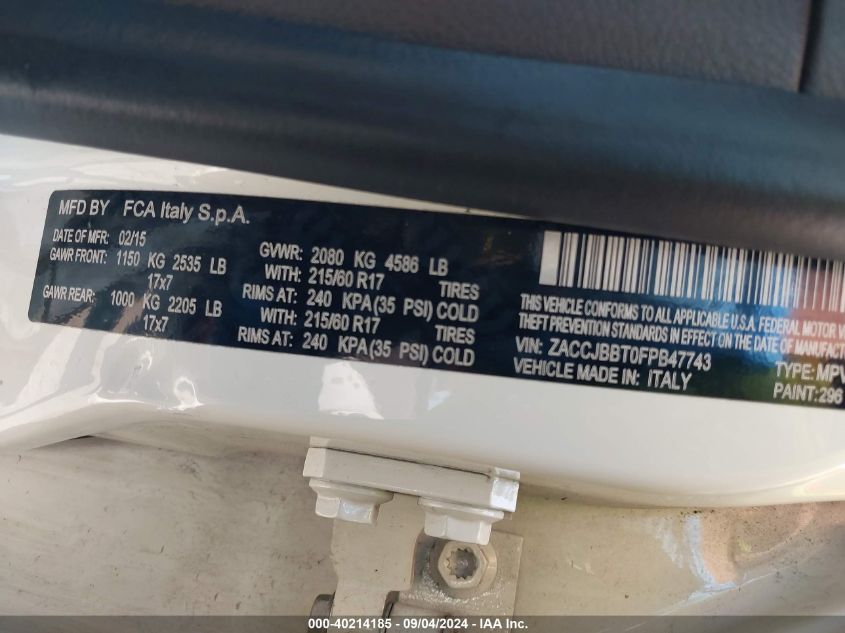 MFD BY FCA Italy S.p.A.
DATE OF MFR: 02/15 GVWR: 2080 KG 4586 LB
GAWR FRONT: 1150 KG 2535 LB WITH: 215/60 R17 TIRES
17x7 RIMS AT: 240 KPA(35 PSI) COLD
GAWR REAR: 1000 KG 2205 LB WITH: 215/60 R17 TIRES
17x7 RIMS AT: 240 KPA(35 PSI) COLD
THIS VEHICLE CONFORMS TO ALL APPLICABLE U.S.A. FEDERAL MOTOR
THEFT PREVENTION STANDARDS IN EFFECT ON THE DATE OF MANUFACTURE
VIN: ZACCJBBT0FPB47743 TYPE: MPV
VEHICLE MADE IN: ITALY PAINT: 296
000-40214185 - 09/04/2024 - IAA Inc.